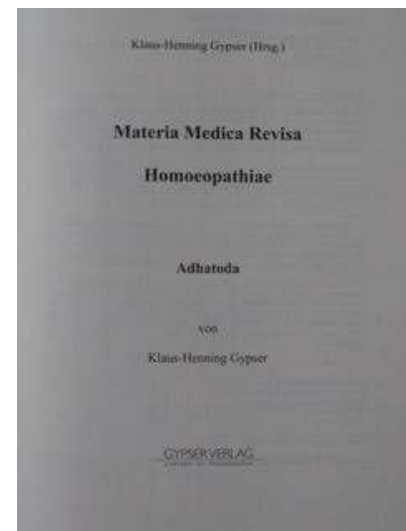 Klaus-Henning Gypser (Hrsg.)
Materia Medica Revisa
Homoeopathiae
Adhatoda
von
Klaus-Henning Gypser
GYPSER VERLAG